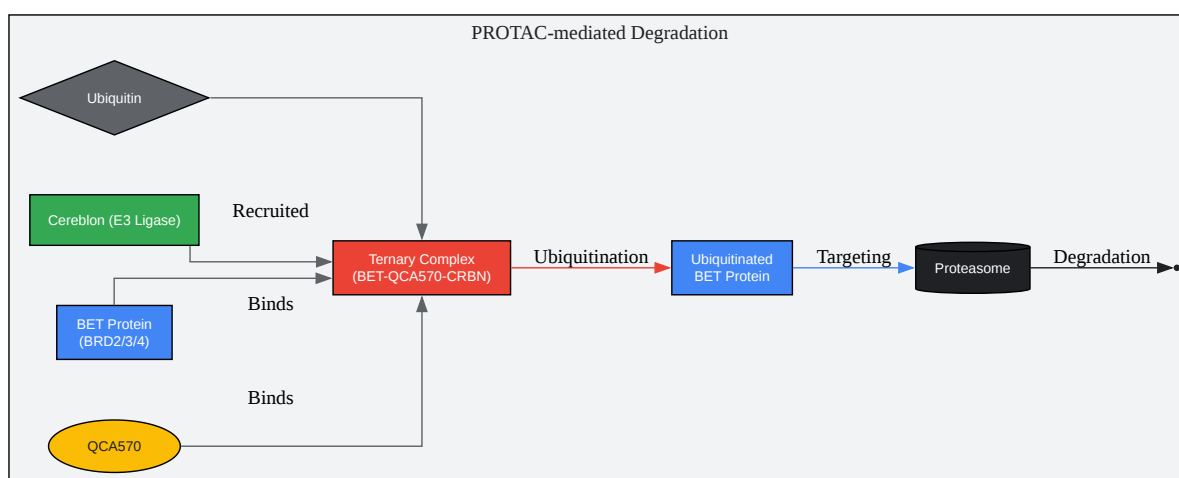 PROTAC-mediated Degradation
Ubiquitin
Cereblon (E3 Ligase)
Recruited
Ternary Complex
(BET-QCA570-CRBN)
Ubiquitination
Ubiquitinated
BET Protein
Targeting
Proteasome
Degradation
Binds
BET Protein
(BRD2/3/4)
Binds
QCA570